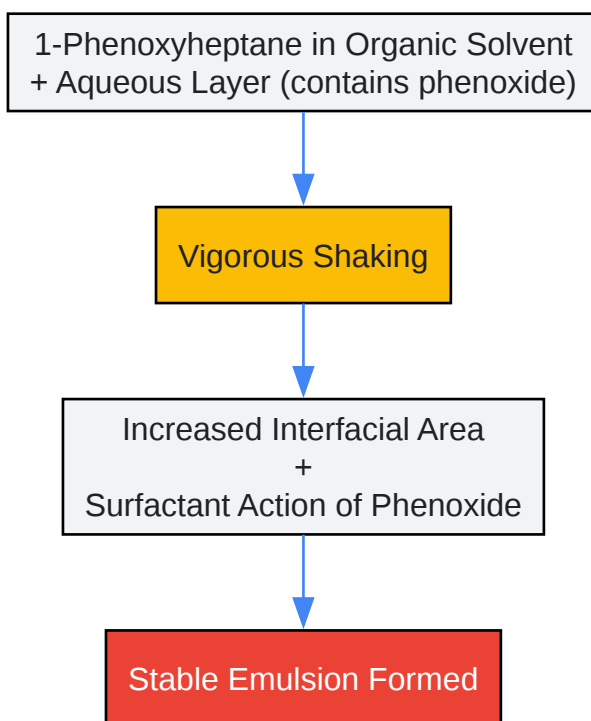 1-Phenoxyheptane in Organic Solvent
+ Aqueous Layer (contains phenoxide)
Vigorous Shaking
Increased Interfacial Area
+
Surfactant Action of Phenoxide
Stable Emulsion Formed